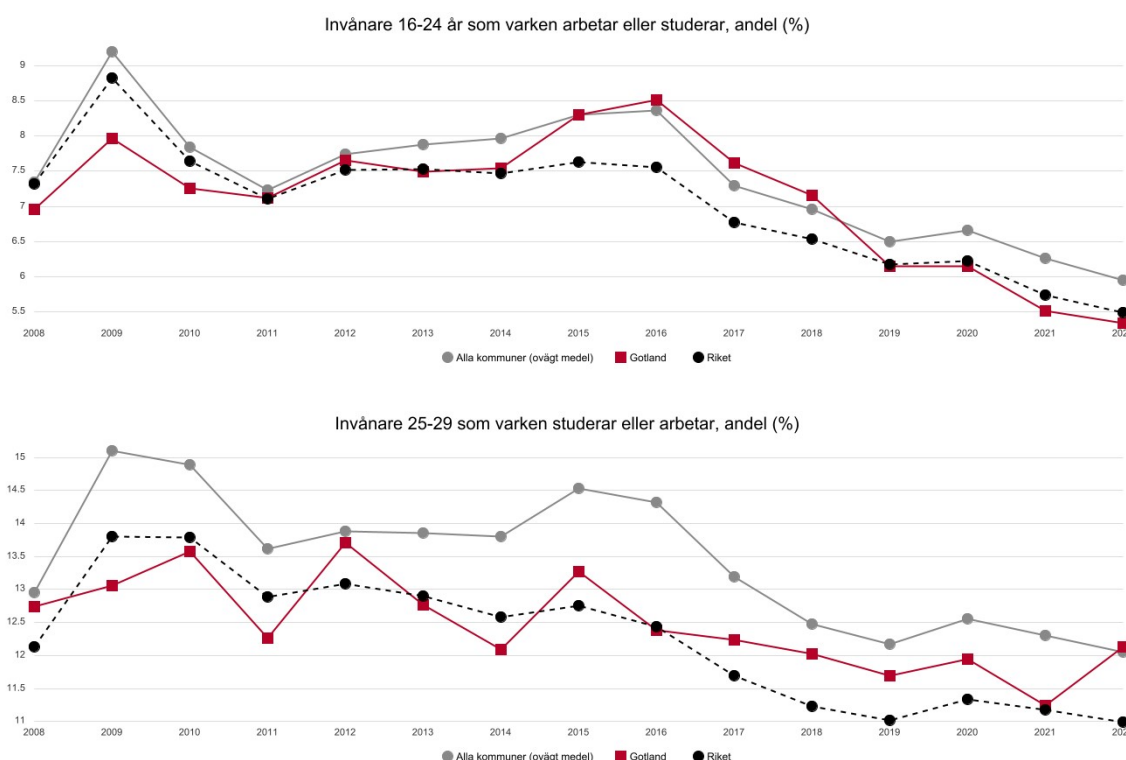 Invånare 16-24 år som varken arbetar eller studerar, andel (%)
9
8.5
8
7.5
7
6.5
6
5.5
2008 2009 2010 2011 2012 2013 2014 2015 2016 2017 2018 2019 2020 2021 202
Alla kommuner (ovägt medel) Gotland Riket
Invånare 25-29 som varken studerar eller arbetar, andel (%)
15
14.5
14
13.5
13
12.5
12
11.5
11
2008 2009 2010 2011 2012 2013 2014 2015 2016 2017 2018 2019 2020 2021 202
Alla kommuner (ovägt medel) Gotland Riket